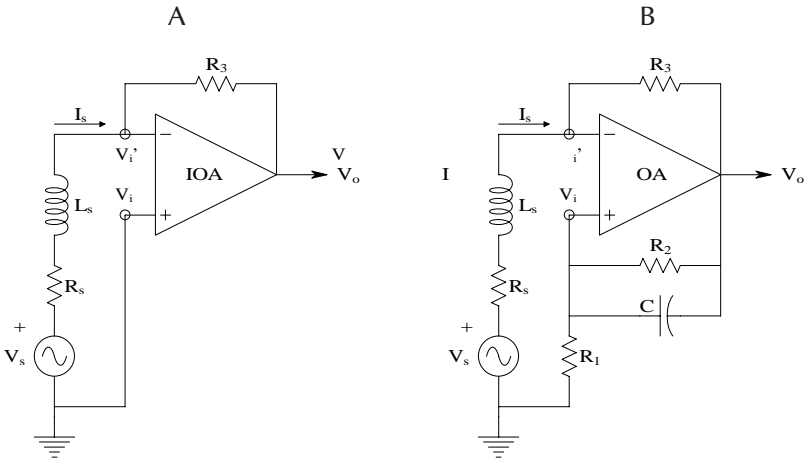 A
B
R3
R3
Is
Is
−
−
Vi'
i'
V
IOA
Vo
I
OA
Vo
Vi
Vi
Ls
+
Ls
+
R2
Rs
Rs
C
+
+
Vs
Vs
R1